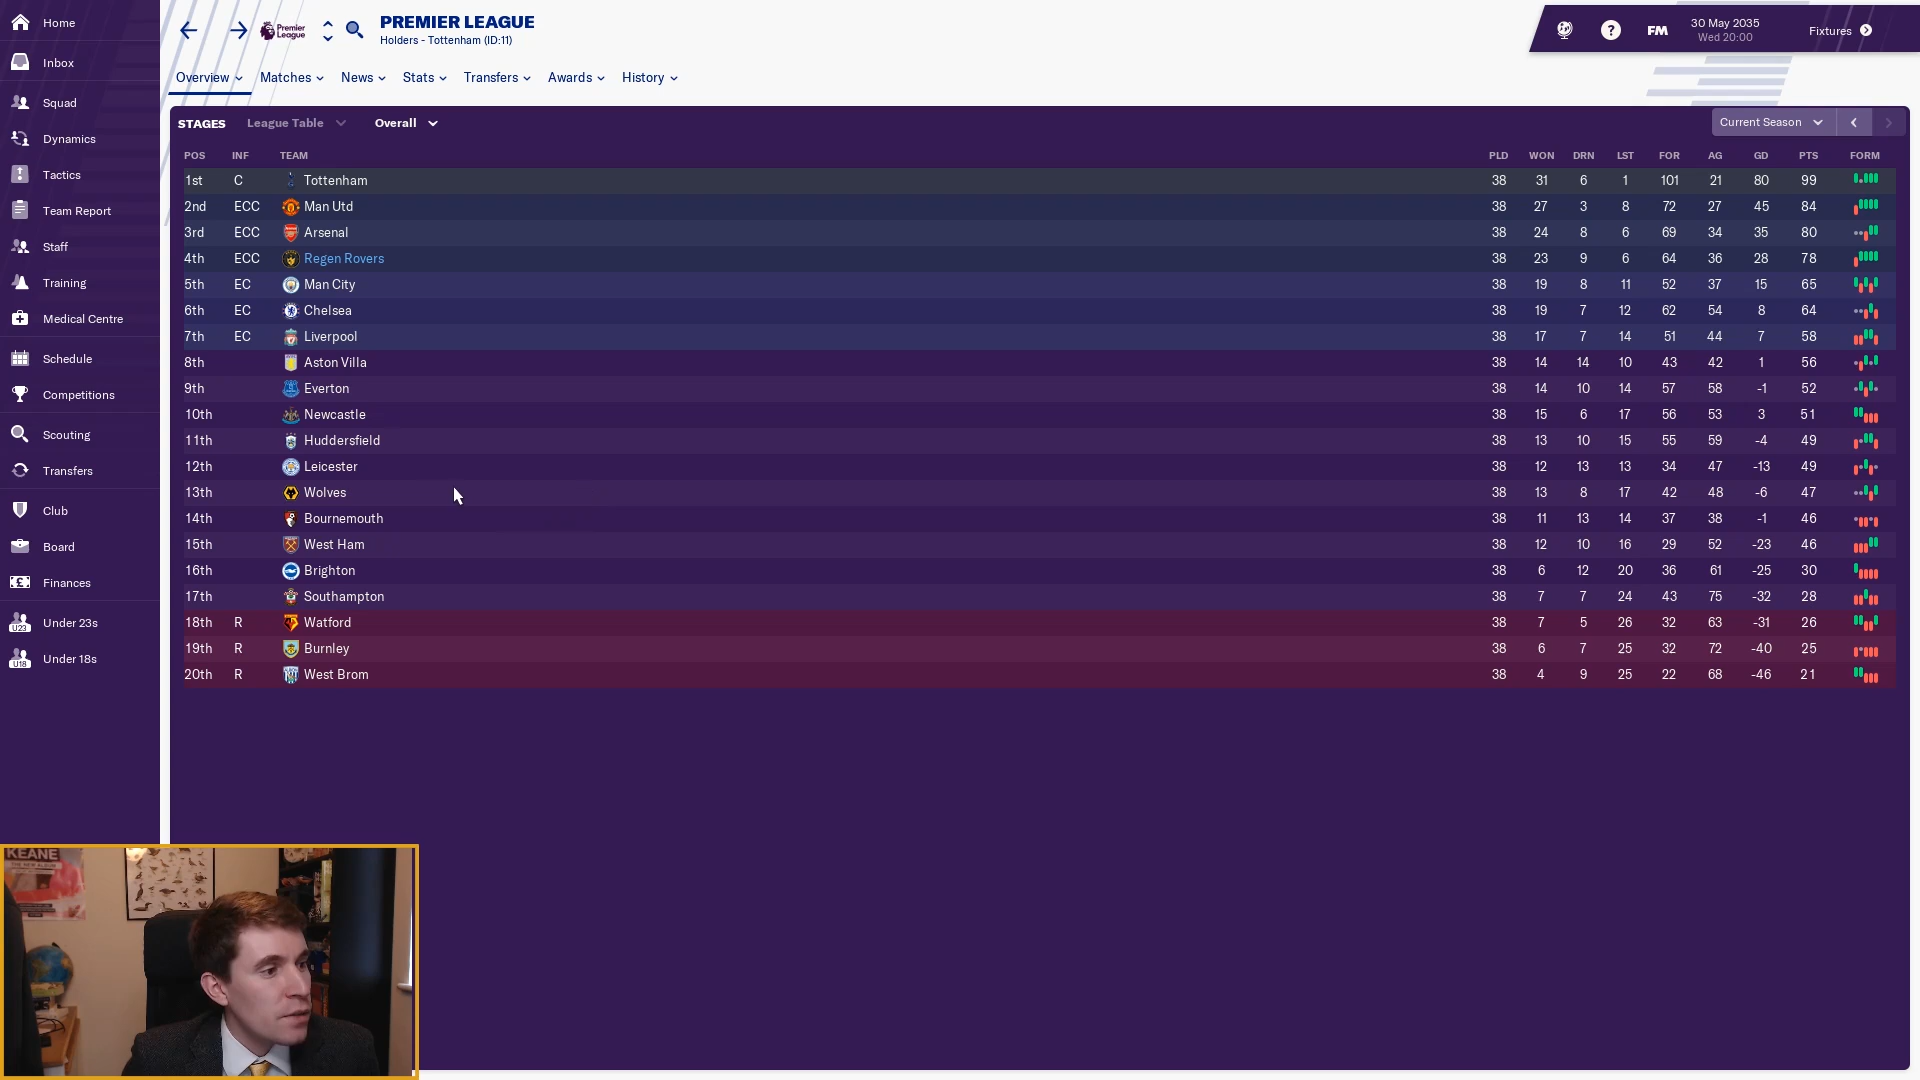 Home
Inbox
Squad
Dynamics
Tactics
Team Report
Staff
Training
Medical Centre
Schedule
Competitions
Scouting
Transfers
Club
Board
Finances
U23 Under 23s
U18 Under 18s
Premier League
PREMIER LEAGUE
Holders - Tottenham (ID:11)
? FM 30 May 2035 Fixtures
Wed 20:00
Overview Matches News Stats Transfers Awards History
STAGES League Table Overall Current Season
POS INF TEAM PLD WON DRN LST FOR AG GD PTS FORM
1st C Tottenham 38 31 6 1 101 21 80 99
2nd ECC Man Utd 38 27 3 8 72 27 45 84
3rd ECC Arsenal 38 24 8 6 69 34 35 80
4th ECC Regen Rovers 38 23 9 6 64 36 28 78
5th EC Man City 38 19 8 11 52 37 15 65
6th EC Chelsea 38 19 7 12 62 54 8 64
7th EC Liverpool 38 17 7 14 51 44 7 58
8th Aston Villa 38 14 14 10 43 42 1 56
9th Everton 38 14 10 14 57 58 -1 52
10th Newcastle 38 15 6 17 56 53 3 51
11th Huddersfield 38 13 10 15 55 59 -4 49
12th Leicester 38 12 13 13 34 47 -13 49
13th Wolves 38 13 8 17 42 48 -6 47
14th Bournemouth 38 11 13 14 37 38 -1 46
15th West Ham 38 12 10 16 29 52 -23 46
16th Brighton 38 6 12 20 36 61 -25 30
17th Southampton 38 7 7 24 43 75 -32 28
18th R Watford 38 7 5 26 32 63 -31 26
19th R Burnley 38 6 7 25 32 72 -40 25
20th R West Brom 38 4 9 25 22 68 -46 21
KEANE